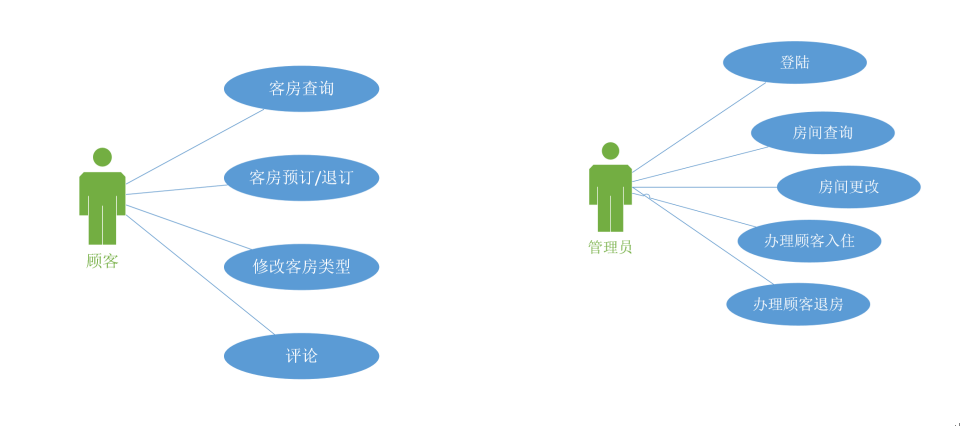 客房查询
客房预订/退订
修改客房类型
评论
顾客
登陆
房间查询
房间更改
办理顾客入住
办理顾客退房
管理员